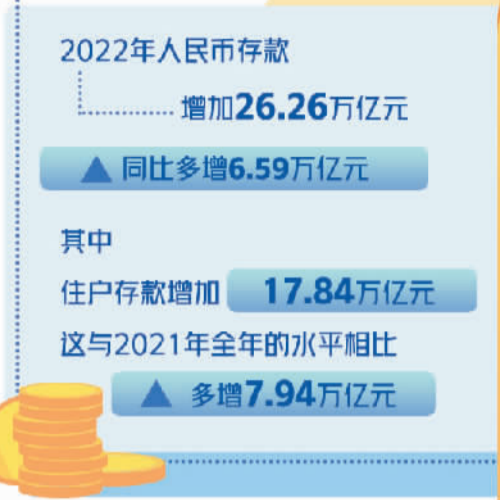 2022年人民币存款
增加26.26万亿元
▲ 同比多增6.59万亿元
其中
住户存款增加 17.84万亿元
这与2021年全年的水平相比
▲ 多增7.94万亿元